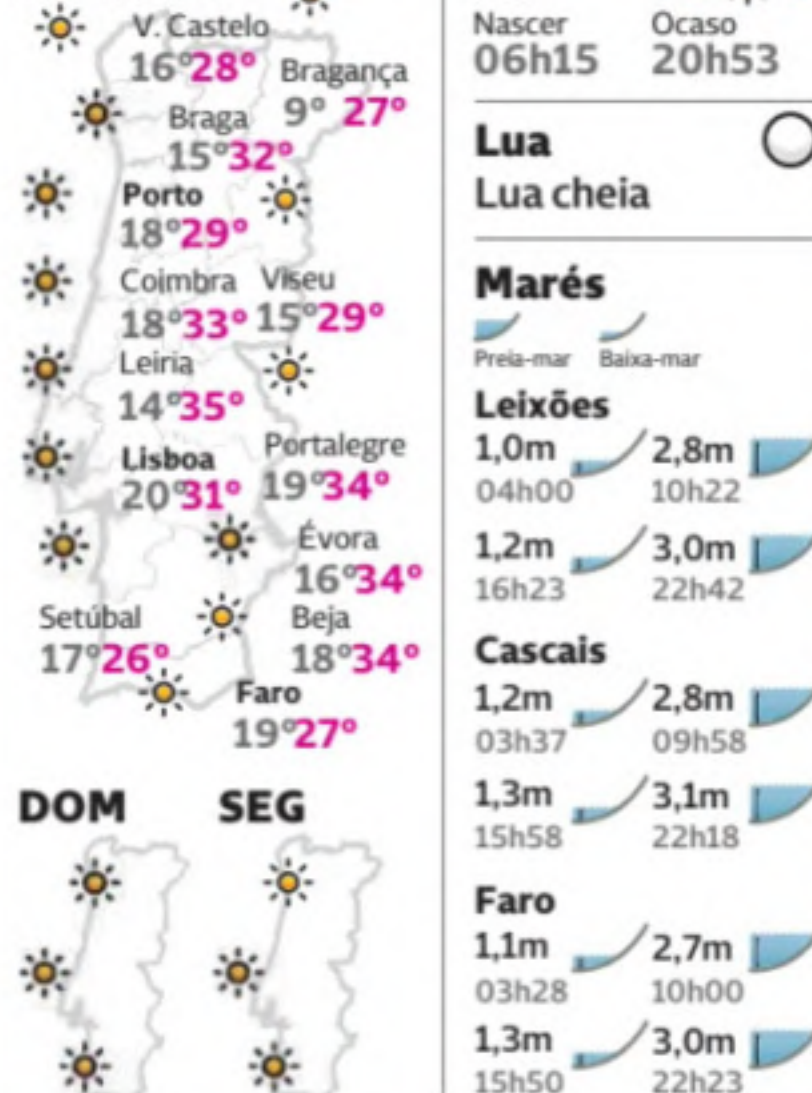 V. Castelo
16° 28°
Bragança
9° 27°
Braga
15° 32°
Porto
18° 29°
Coimbra
18° 33°
Viseu
15° 29°
Leiria
14° 35°
Lisboa
20° 31°
Portalegre
19° 34°
Évora
16° 34°
Setúbal
17° 26°
Beja
18° 34°
Faro
19° 27°
DOM SEG
Nascer Ocaso
06h15 20h53
Lua
Lua cheia
Marés
Preia-mar Baixa-mar
Leixões
1,0m 2,8m
04h00 10h22
1,2m 3,0m
16h23 22h42
Cascais
1,2m 2,8m
03h37 09h58
1,3m 3,1m
15h58 22h18
Faro
1,1m 2,7m
03h28 10h00
1,3m 3,0m
15h50 22h23